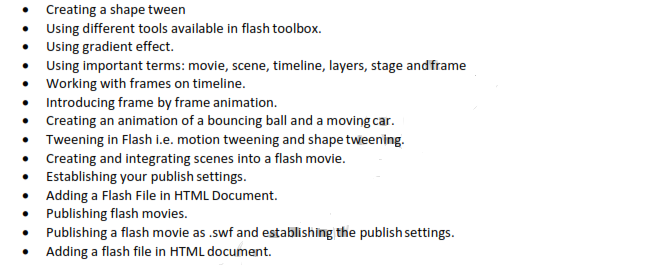 • Creating a shape tween
• Using different tools available in flash toolbox.
• Using gradient effect.
• Using important terms: movie, scene, timeline, layers, stage and frame
• Working with frames on timeline.
• Introducing frame by frame animation.
• Creating an animation of a bouncing ball and a moving car.
• Tweening in Flash i.e. motion tweening and shape tweening.
• Creating and integrating scenes into a flash movie.
• Establishing your publish settings.
• Adding a Flash File in HTML Document.
• Publishing flash movies.
• Publishing a flash movie as .swf and establishing the publish settings.
• Adding a flash file in HTML document.